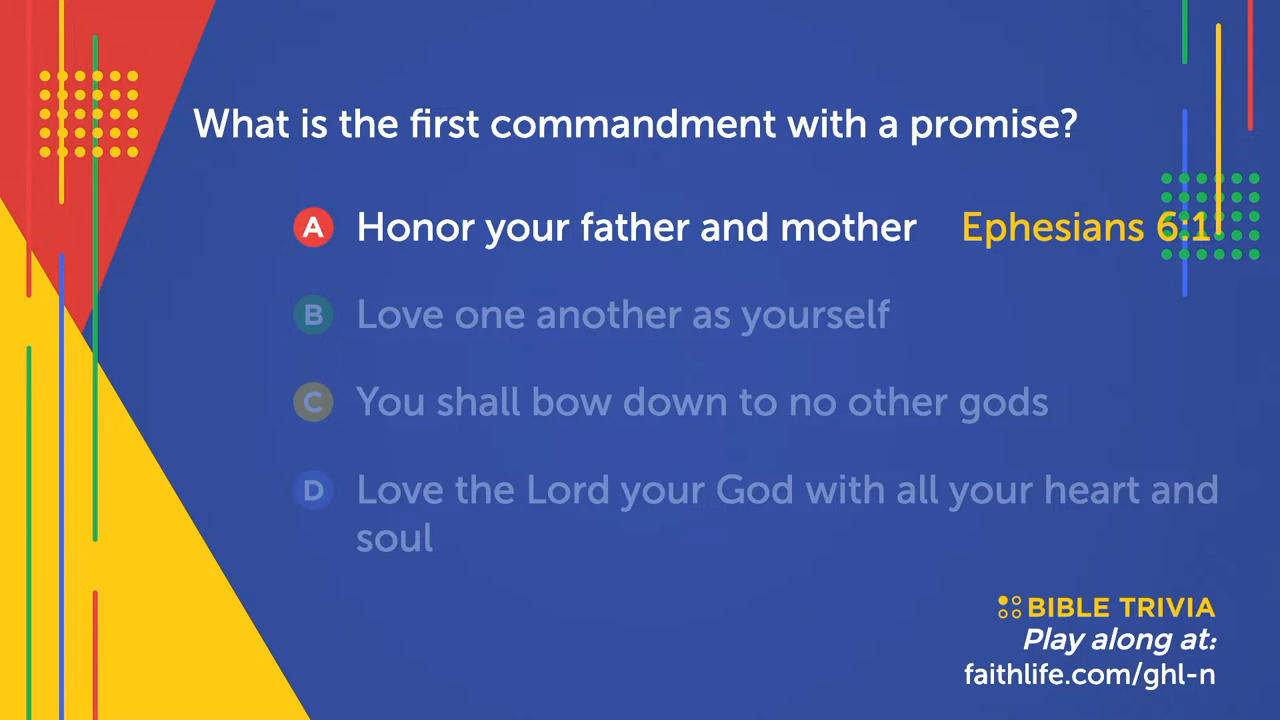 What is the first commandment with a promise?
A Honor your father and mother Ephesians 6:1
B Love one another as yourself
C You shall bow down to no other gods
D Love the Lord your God with all your heart and
soul
BIBLE TRIVIA
Play along at:
faithlife.com/ghl-n